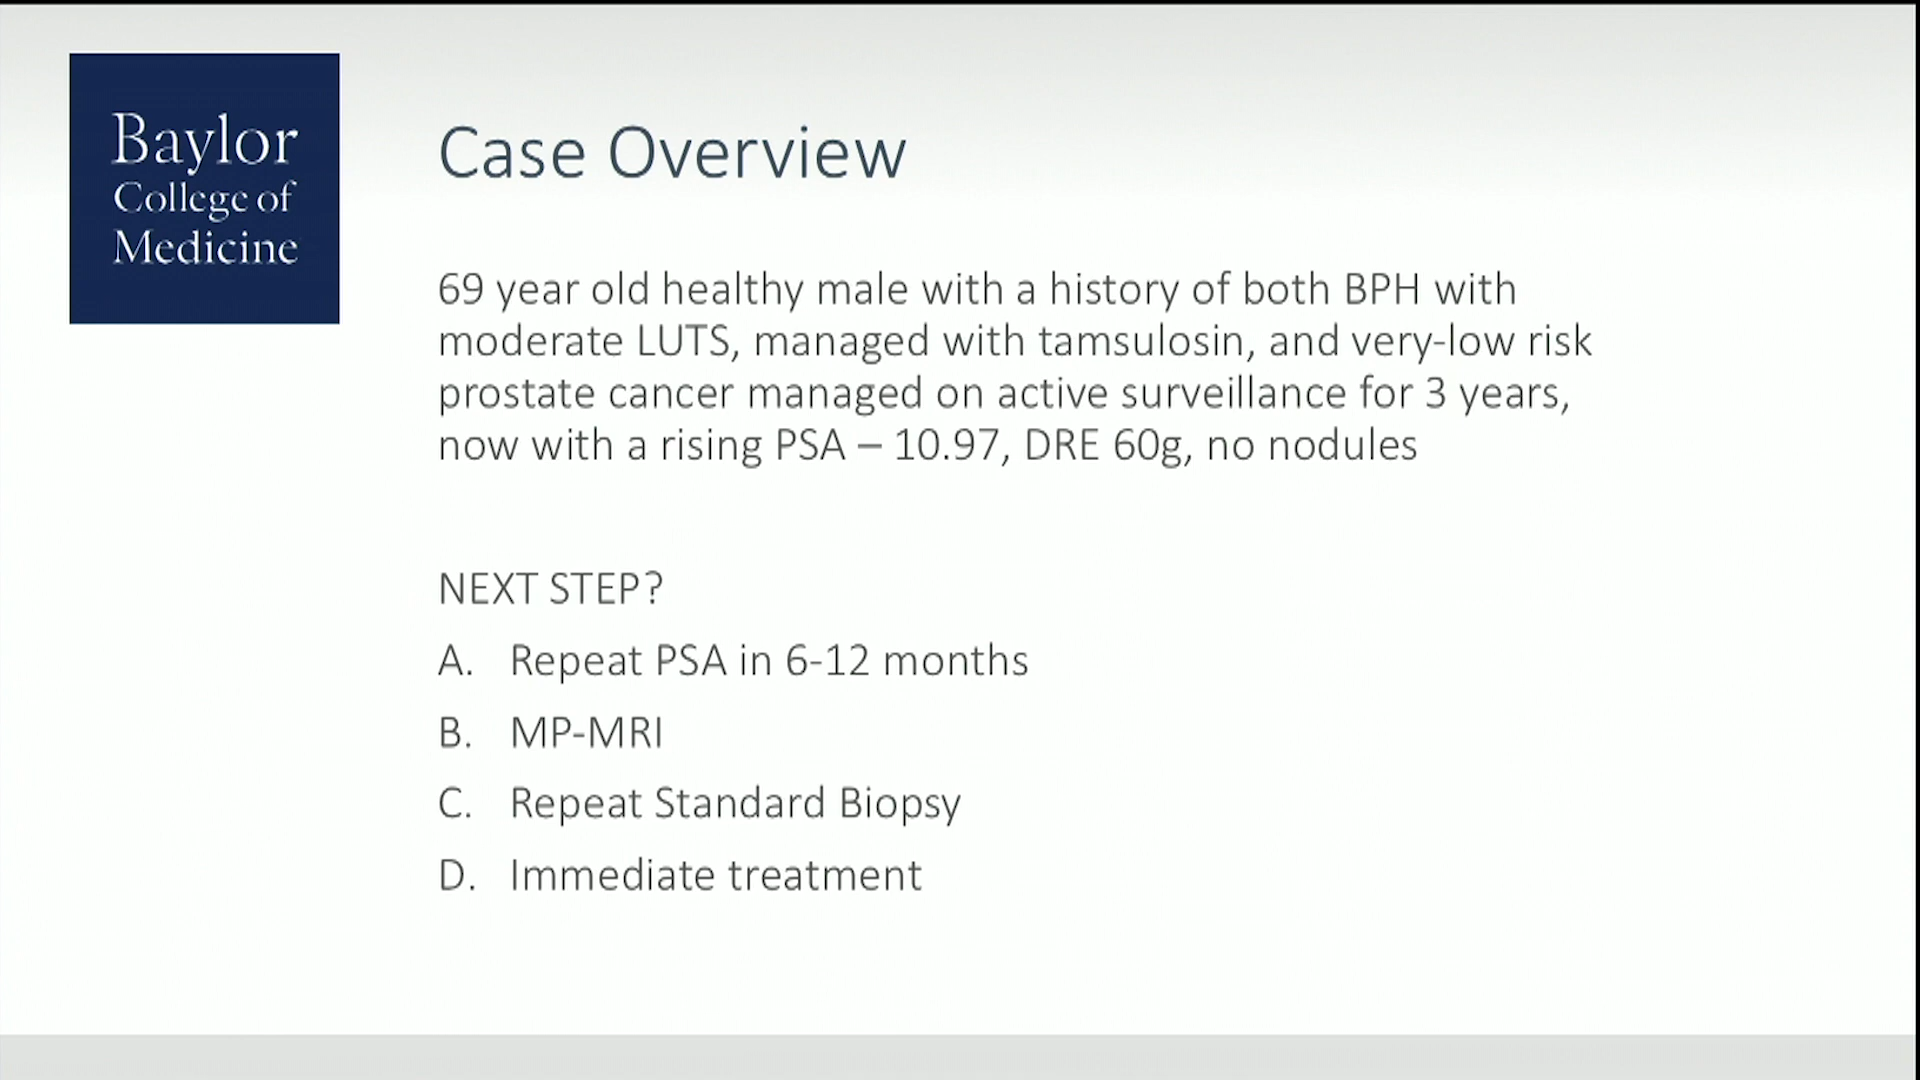 Baylor
College of
Medicine
Case Overview
69 year old healthy male with a history of both BPH with
moderate LUTS, managed with tamsulosin, and very-low risk
prostate cancer managed on active surveillance for 3 years,
now with a rising PSA – 10.97, DRE 60g, no nodules
NEXT STEP?
A. Repeat PSA in 6-12 months
B. MP-MRI
C. Repeat Standard Biopsy
D. Immediate treatment